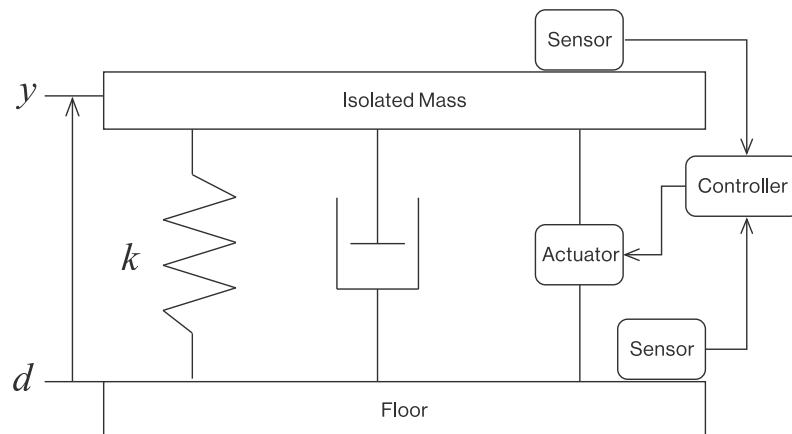 Sensor
y
Isolated Mass
Controller
k
Actuator
Sensor
d
Floor